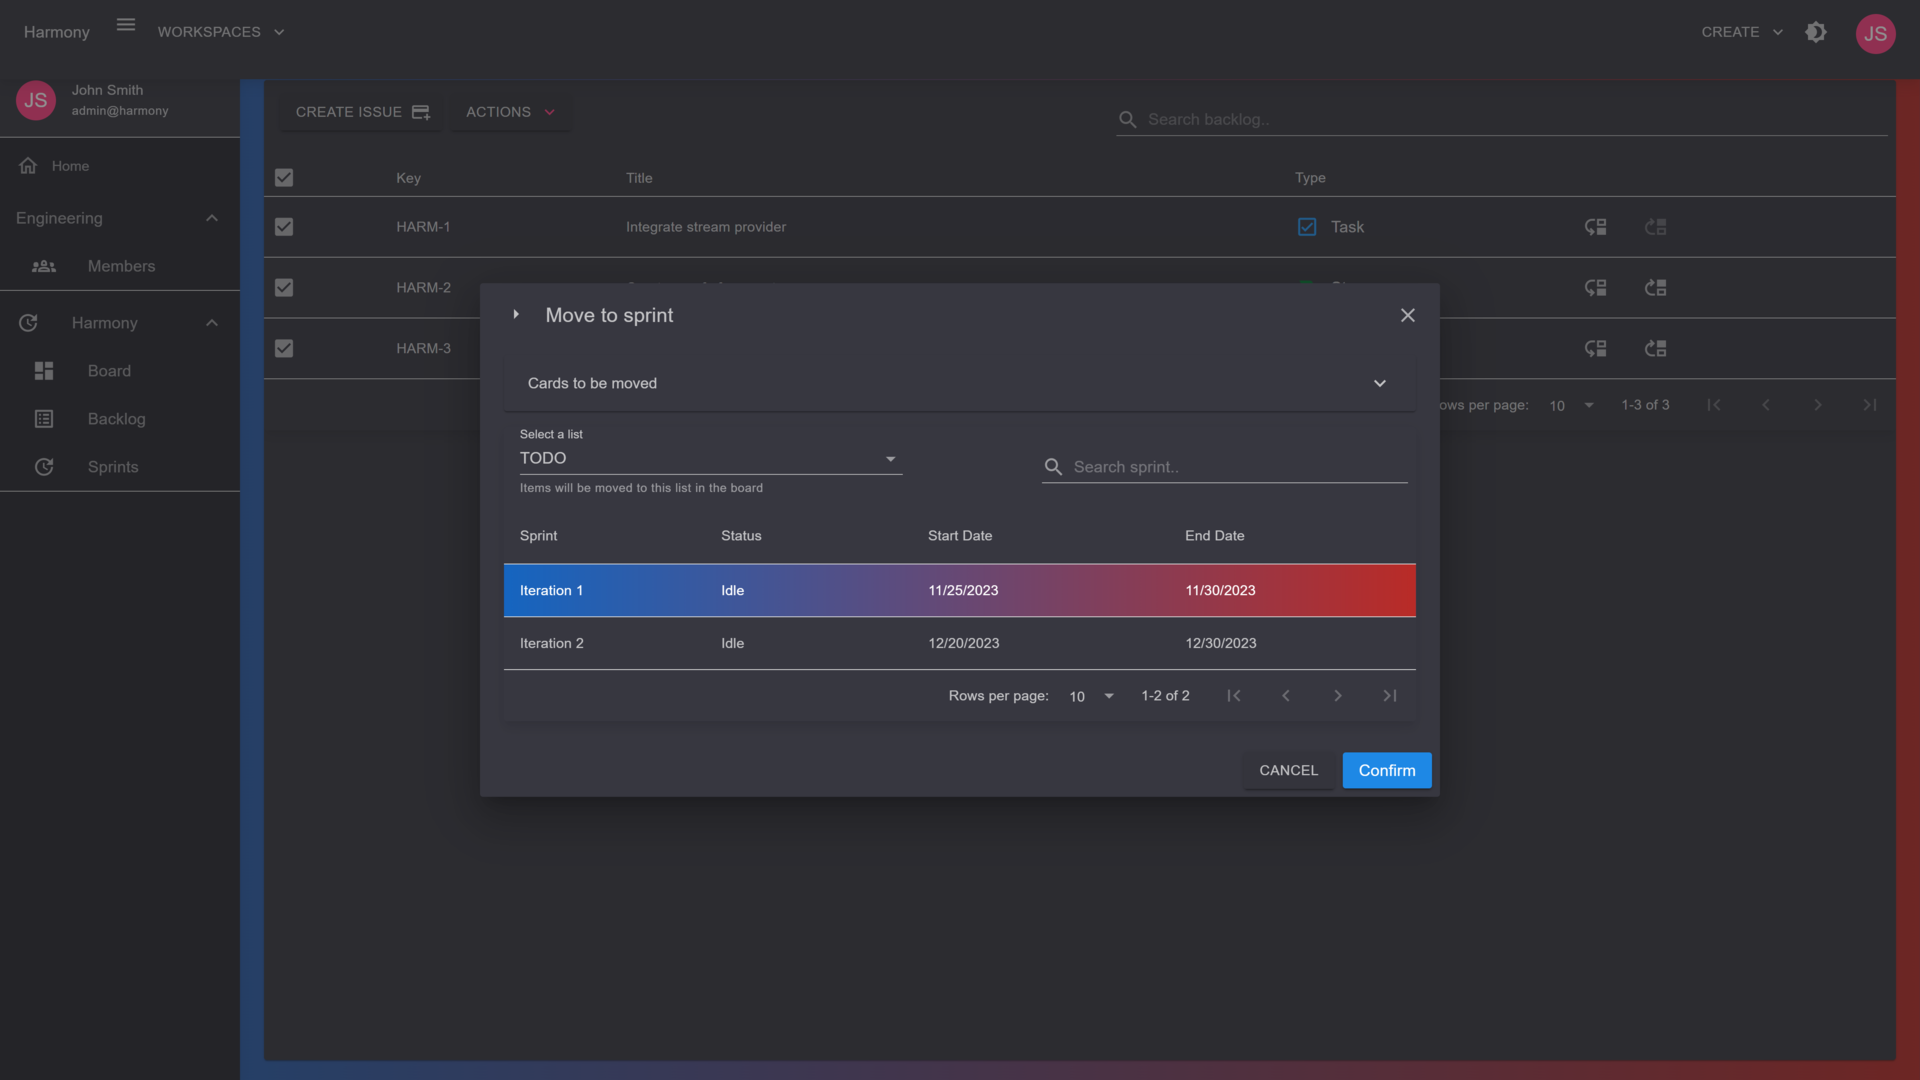 Harmony
WORKSPACES
CREATE
JS
JS
John Smith
admin@harmony
Home
Engineering
Members
Harmony
Board
Backlog
Sprints
CREATE ISSUE
ACTIONS
Search backlog..
Key Title Type
HARM-1 Integrate stream provider Task
HARM-2
HARM-3
ows per page: 10 1-3 of 3
Move to sprint
Cards to be moved
Select a list
TODO
Items will be moved to this list in the board
Search sprint..
Sprint Status Start Date End Date
Iteration 1 Idle 11/25/2023 11/30/2023
Iteration 2 Idle 12/20/2023 12/30/2023
Rows per page: 10 1-2 of 2
CANCEL
Confirm